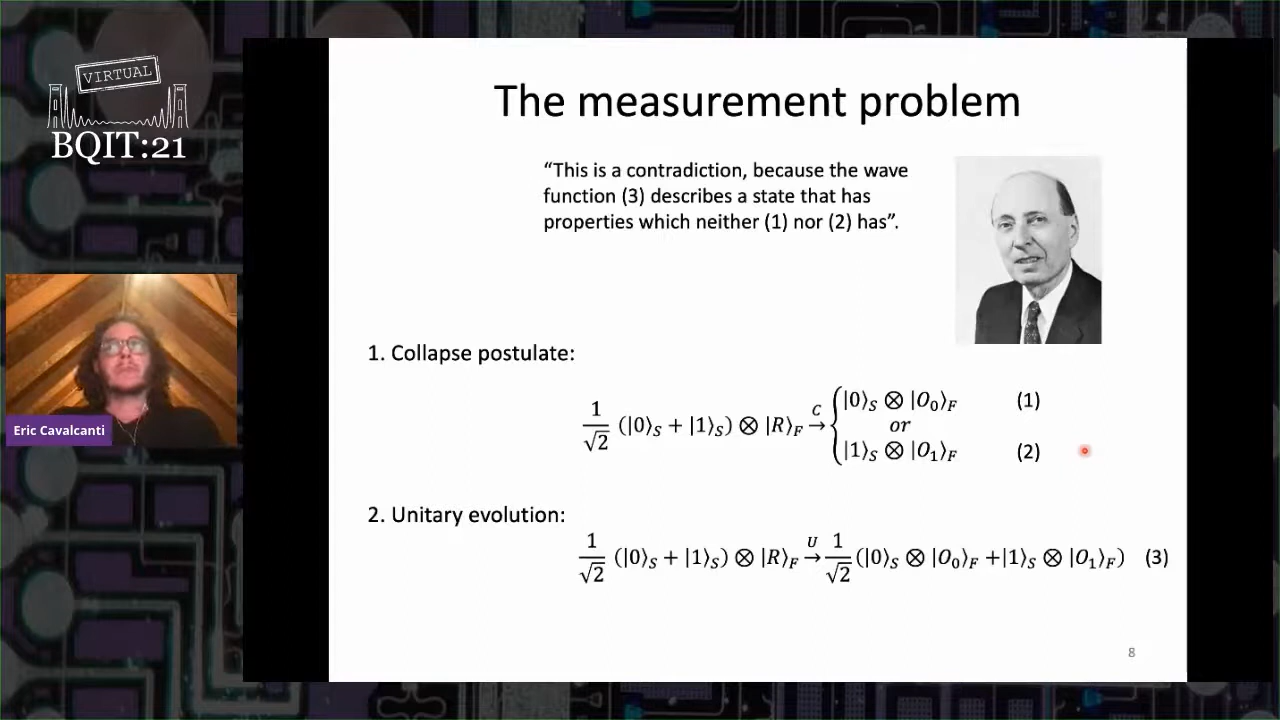 VIRTUAL
BQIT:21
The measurement problem
“This is a contradiction, because the wave
function (3) describes a state that has
properties which neither (1) nor (2) has”.
Eric Cavalcanti
1. Collapse postulate:
1/√2 (|0⟩_S + |1⟩_S) ⊗ |R⟩_F →^C { |0⟩_S ⊗ |O_0⟩_F (1)
or
|1⟩_S ⊗ |O_1⟩_F (2)
2. Unitary evolution:
1/√2 (|0⟩_S + |1⟩_S) ⊗ |R⟩_F →^U 1/√2 (|0⟩_S ⊗ |O_0⟩_F + |1⟩_S ⊗ |O_1⟩_F) (3)
8